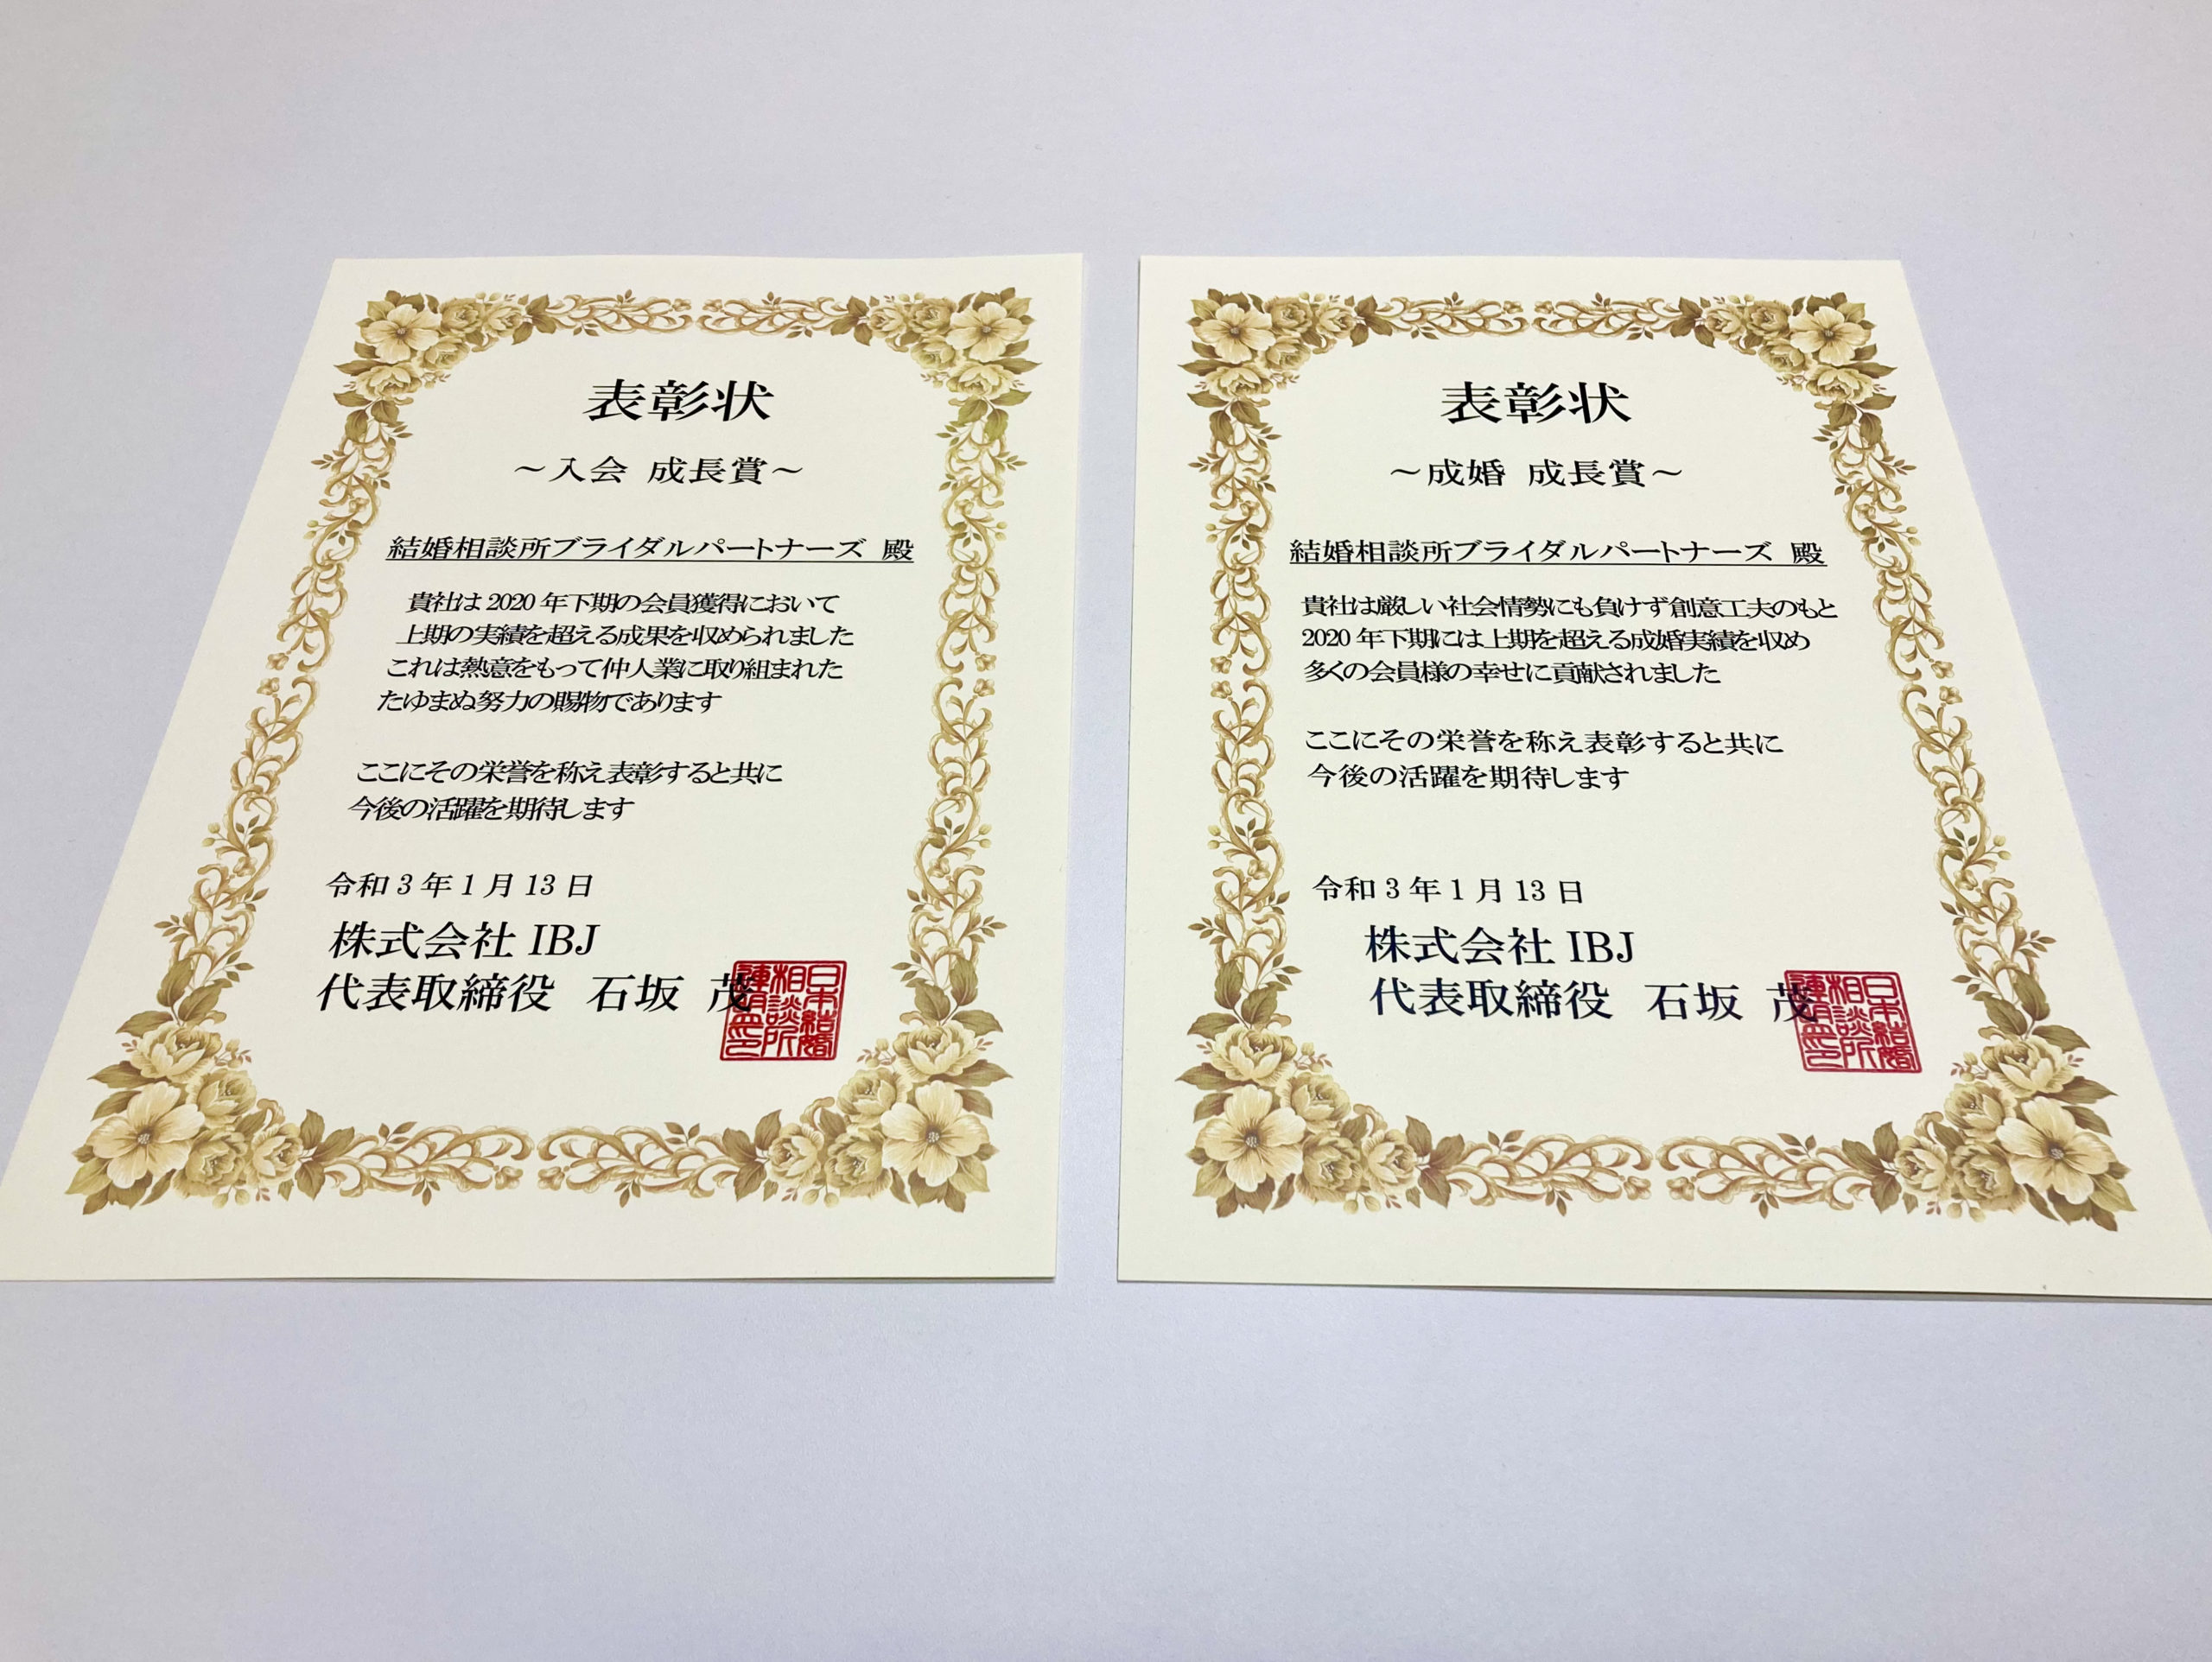 表彰状
～入会 成長賞～
結婚相談所ブライダルパートナーズ 殿
貴社は2020年下期の会員獲得において
上期の実績を超える成果を収められました
これは熱意をもって仲人業に取り組まれた
たゆまぬ努力の賜物であります
ここにその栄誉を称え表彰すると共に
今後の活躍を期待します
令和3年1月13日
株式会社IBJ
代表取締役 石坂 茂
日本結婚
相談所
連盟之印
表彰状
～成婚 成長賞～
結婚相談所ブライダルパートナーズ 殿
貴社は厳しい社会情勢にも負けず創意工夫のもと
2020年下期には上期を超える成婚実績を収め
多くの会員様の幸せに貢献されました
ここにその栄誉を称え表彰すると共に
今後の活躍を期待します
令和3年1月13日
株式会社IBJ
代表取締役 石坂 茂
日本結婚
相談所
連盟之印